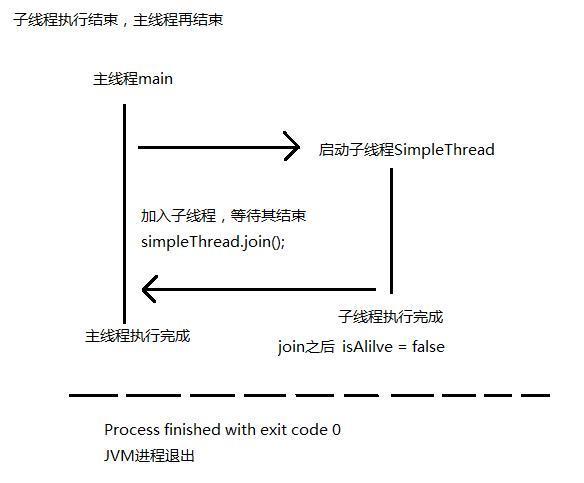 子线程执行结束，主线程再结束
主线程main
启动子线程SimpleThread
加入子线程，等待其结束
simpleThread.join();
子线程执行完成
主线程执行完成
join之后 isAlilve = false
Process finished with exit code 0
JVM进程退出